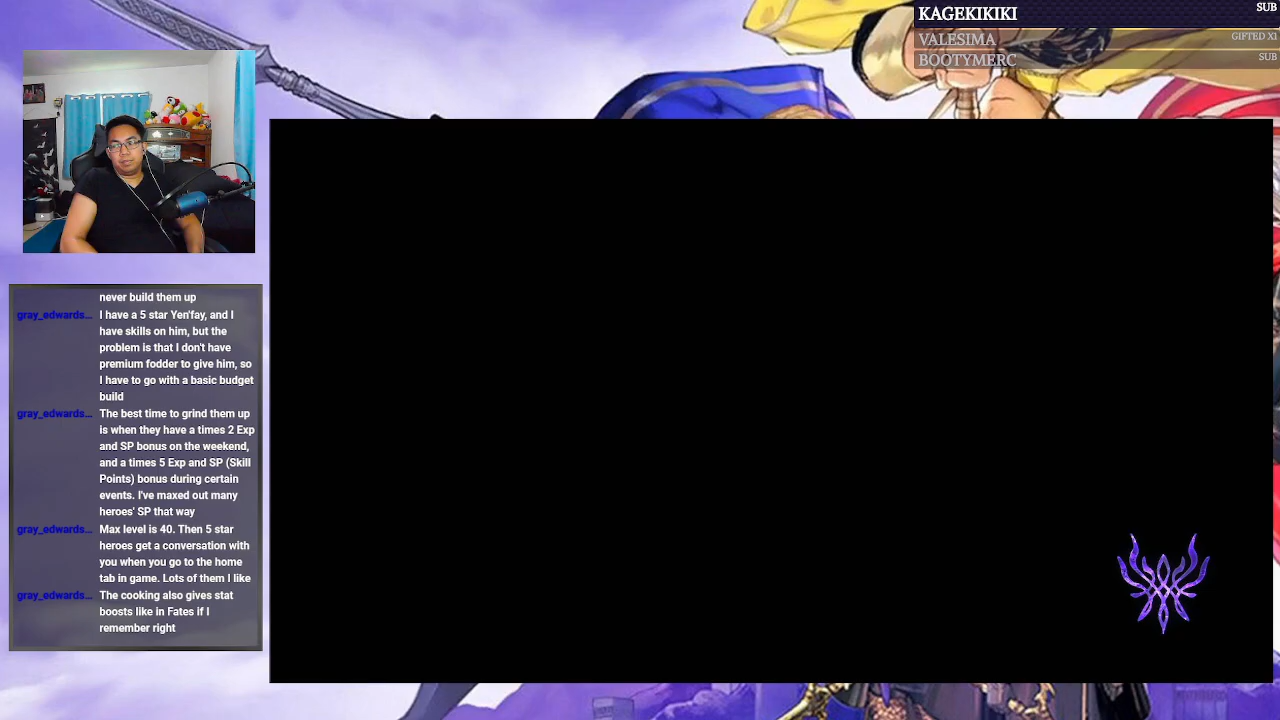 KAGEKIKIKI
SUB
VALESIMA
GIFTED X1
BOOTYMERC
SUB
never build them up
gray_edwards... I have a 5 star Yen'fay, and I
have skills on him, but the
problem is that I don't have
premium fodder to give him, so
I have to go with a basic budget
build
gray_edwards... The best time to grind them up
is when they have a times 2 Exp
and SP bonus on the weekend,
and a times 5 Exp and SP (Skill
Points) bonus during certain
events. I've maxed out many
heroes' SP that way
gray_edwards... Max level is 40. Then 5 star
heroes get a conversation with
you when you go to the home
tab in game. Lots of them I like
gray_edwards... The cooking also gives stat
boosts like in Fates if I
remember right